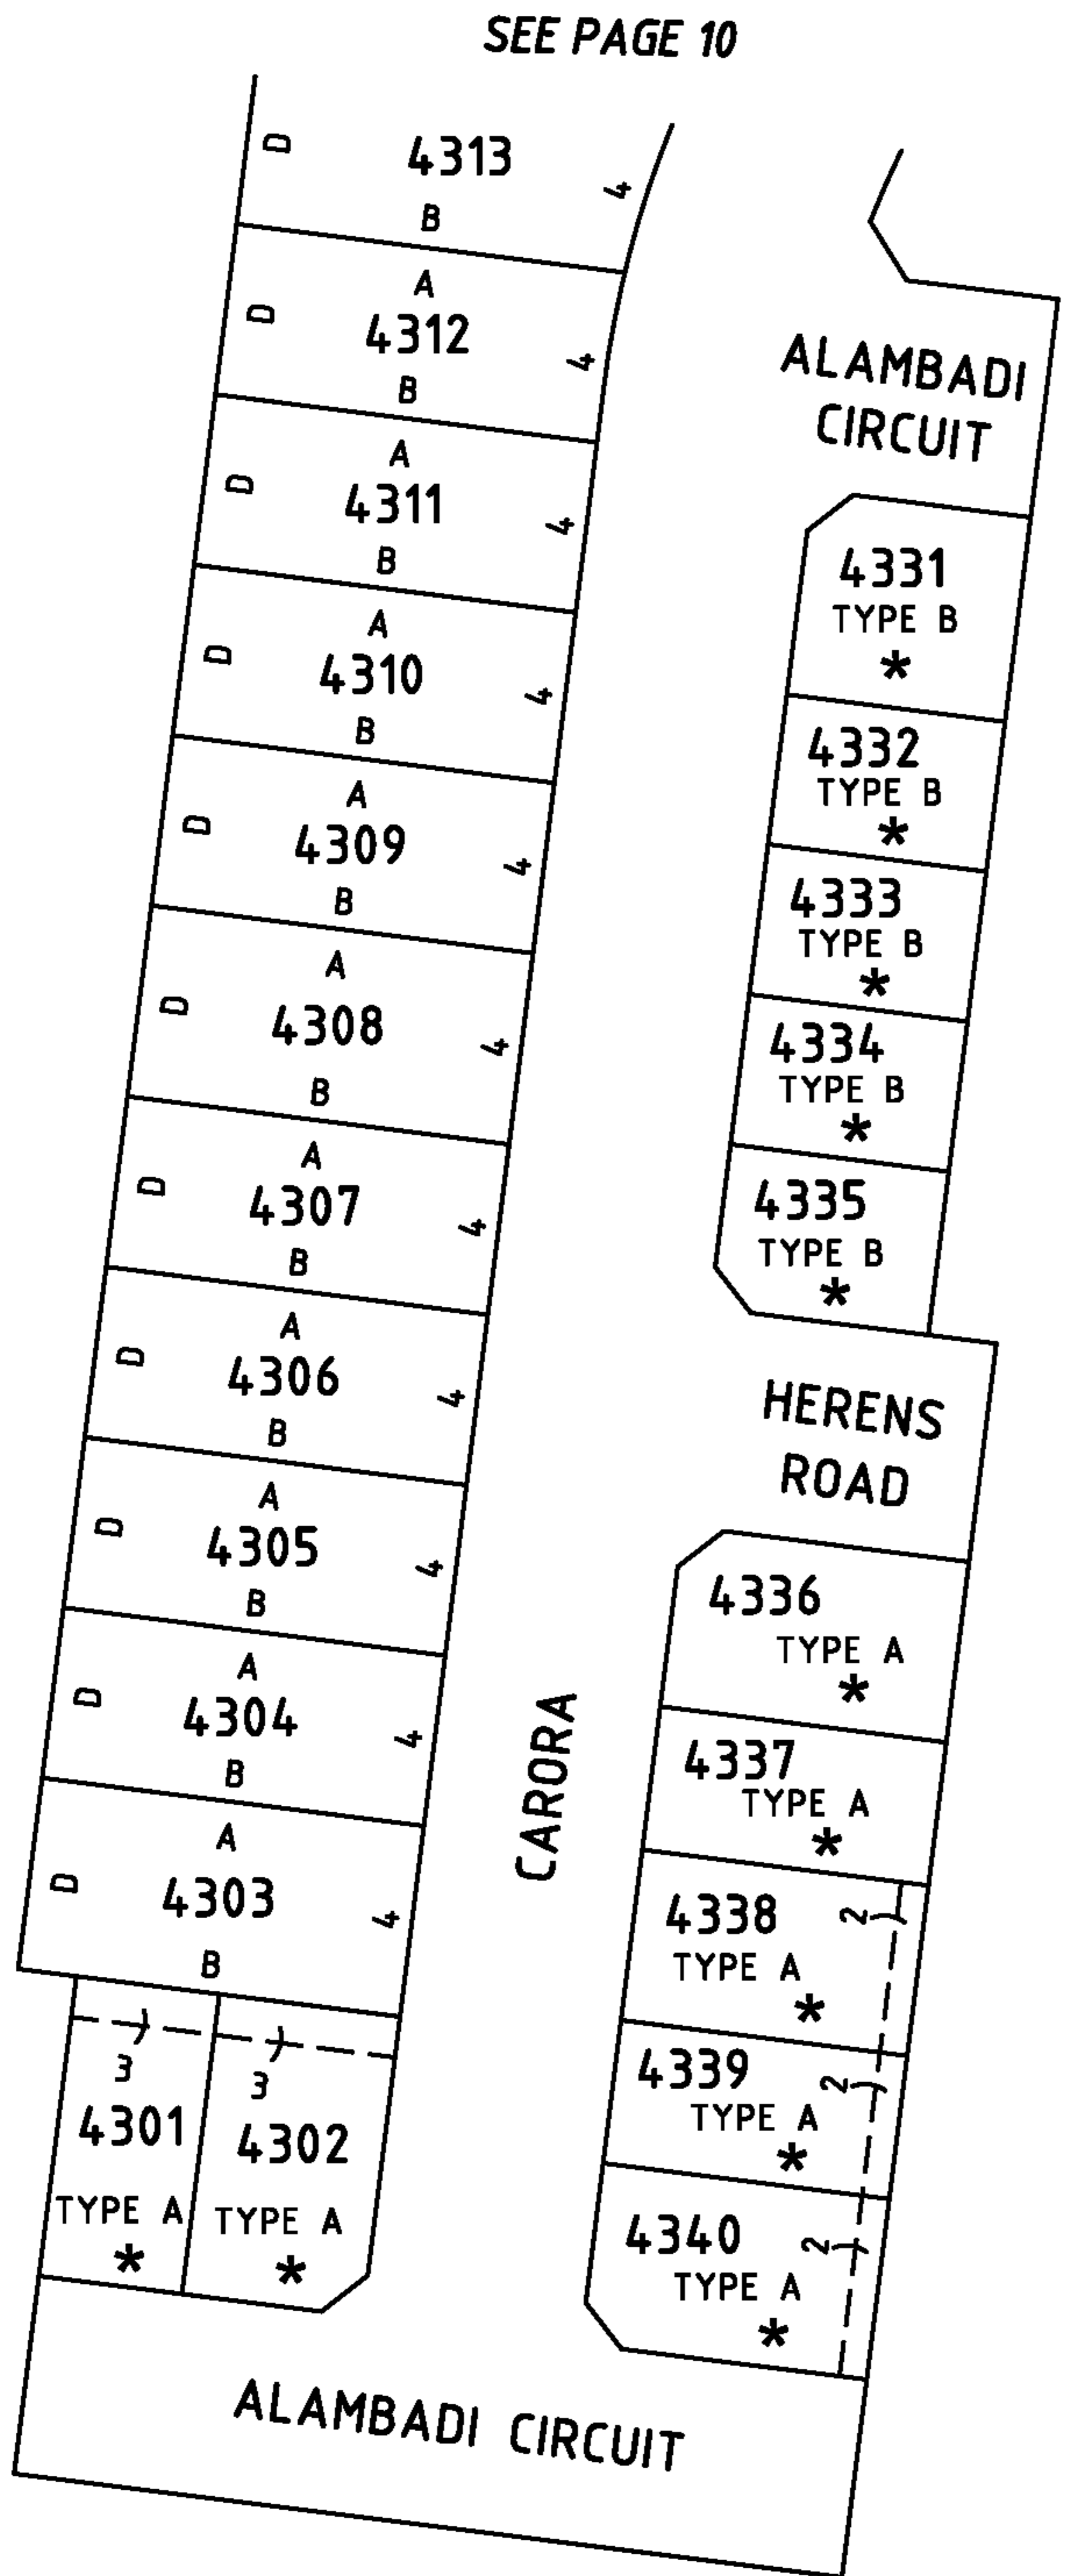 SEE PAGE 10
D
4313
4
B
A
D
4312
4
B
ALAMBADI
CIRCUIT
A
D
4311
4
B
4331
TYPE B
*
A
D
4310
4
B
4332
TYPE B
*
A
D
4309
4
B
4333
TYPE B
*
A
D
4308
4
B
4334
TYPE B
*
A
D
4307
4
B
4335
TYPE B
*
A
D
4306
4
B
HERENS
ROAD
A
D
4305
4
B
4336
TYPE A
*
A
D
4304
4
B
CARORA
4337
TYPE A
*
A
D
4303
4
B
4338
2
TYPE A
*
3
4301
TYPE A
*
3
4302
TYPE A
*
4339
2
TYPE A
*
4340
2
TYPE A
*
ALAMBADI CIRCUIT